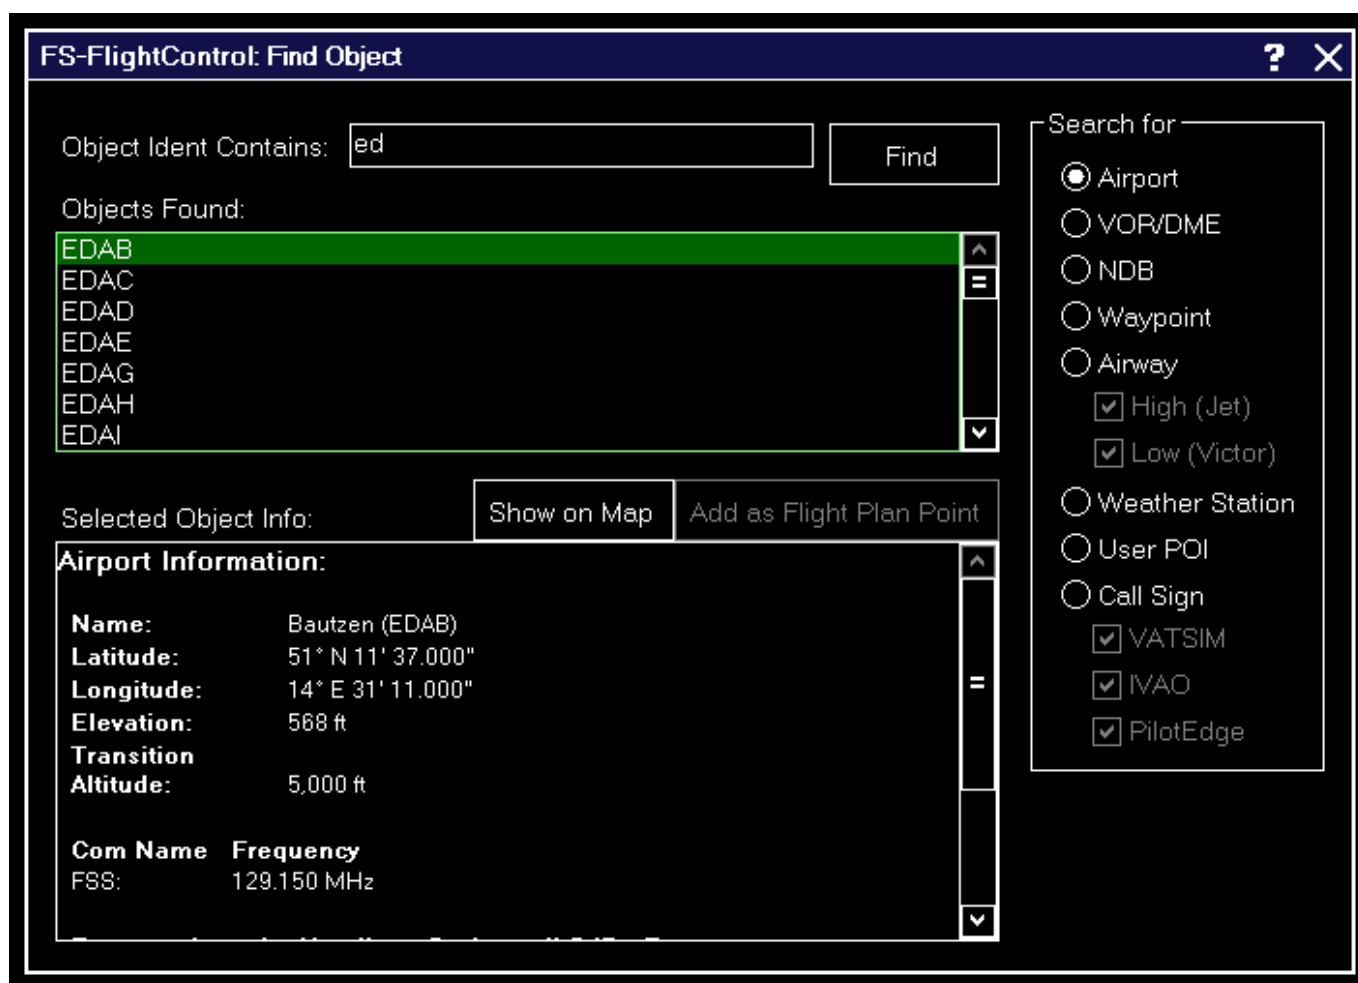 FS-FlightControl: Find Object
? X
Object Ident Contains: ed
Find
Objects Found:
EDAB
EDAC
EDAD
EDAE
EDAG
EDAH
EDAI
Selected Object Info:
Show on Map
Add as Flight Plan Point
Airport Information:
Name: Bautzen (EDAB)
Latitude: 51° N 11' 37.000"
Longitude: 14° E 31' 11.000"
Elevation: 568 ft
Transition
Altitude: 5,000 ft
Com Name Frequency
FSS: 129.150 MHz
Search for
Airport
VOR/DME
NDB
Waypoint
Airway
High (Jet)
Low (Victor)
Weather Station
User POI
Call Sign
VATSIM
IVAO
PilotEdge